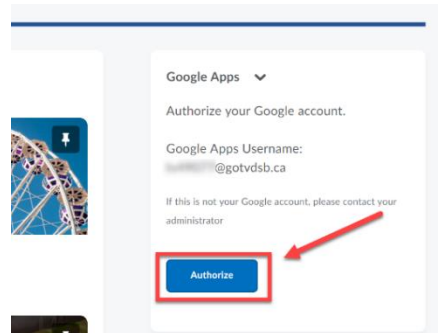 Google Apps
Authorize your Google account.
Google Apps Username:
@gotvdsb.ca
If this is not your Google account, please contact your
administrator
Authorize